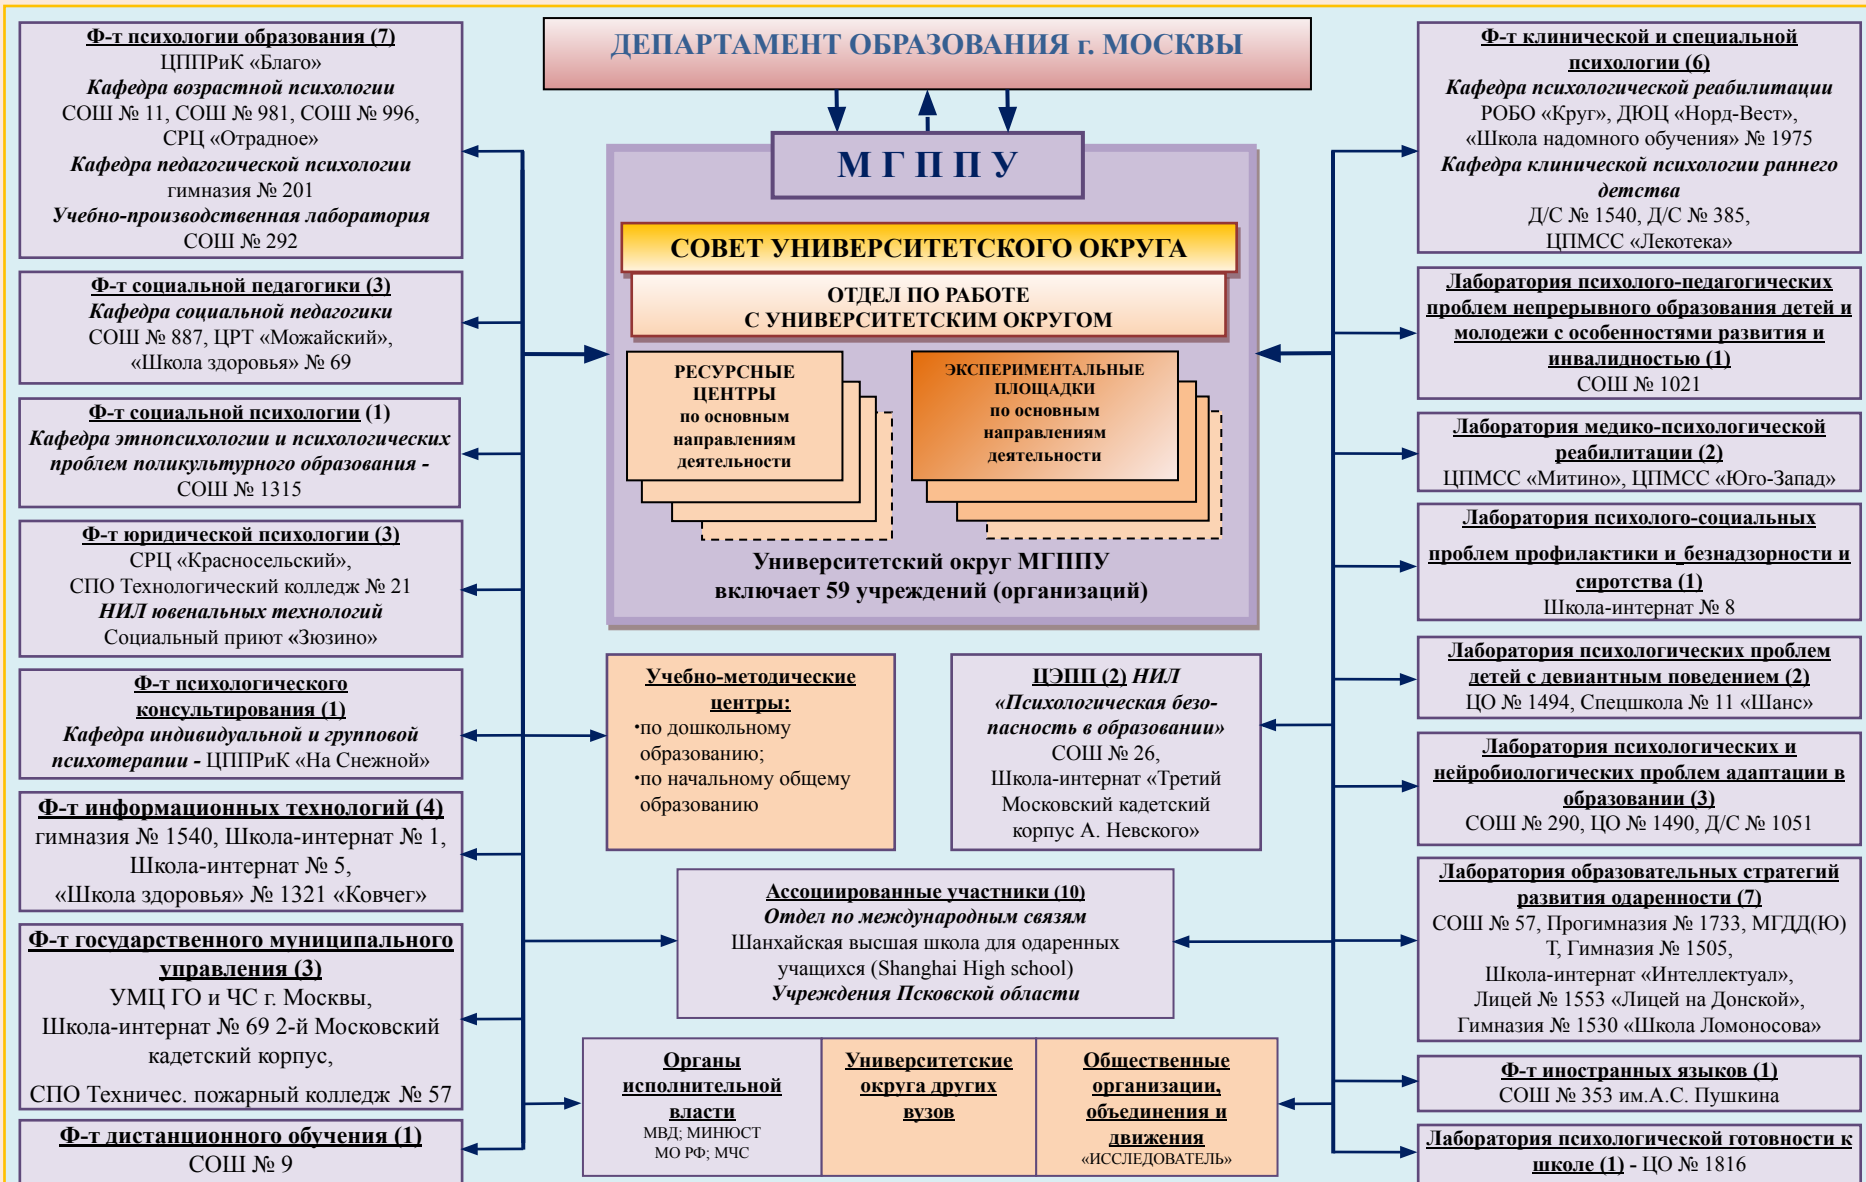 ДЕПАРТАМЕНТ ОБРАЗОВАНИЯ г. МОСКВЫ
М Г П П У
СОВЕТ УНИВЕРСИТЕТСКОГО ОКРУГА
ОТДЕЛ ПО РАБОТЕ
С УНИВЕРСИТЕТСКИМ ОКРУГОМ
РЕСУРСНЫЕ
ЦЕНТРЫ
по основным
направлениям
деятельности
ЭКСПЕРИМЕНТАЛЬНЫЕ
ПЛОЩАДКИ
по основным
направлениям
деятельности
Университетский округ МГППУ
включает 59 учреждений (организаций)
Ф-т психологии образования (7)
ЦППРиК «Благо»
Кафедра возрастной психологии
СОШ № 11, СОШ № 981, СОШ № 996,
СРЦ «Отрадное»
Кафедра педагогической психологии
гимназия № 201
Учебно-производственная лаборатория
СОШ № 292
Ф-т социальной педагогики (3)
Кафедра социальной педагогики
СОШ № 887, ЦРТ «Можайский»,
«Школа здоровья» № 69
Ф-т социальной психологии (1)
Кафедра этнопсихологии и психологических
проблем поликультурного образования -
СОШ № 1315
Ф-т юридической психологии (3)
СРЦ «Красносельский»,
СПО Технологический колледж № 21
НИЛ ювенальных технологий
Социальный приют «Зюзино»
Ф-т психологического
консультирования (1)
Кафедра индивидуальной и групповой
психотерапии - ЦППРиК «На Снежной»
Ф-т информационных технологий (4)
гимназия № 1540, Школа-интернат № 1,
Школа-интернат № 5,
«Школа здоровья» № 1321 «Ковчег»
Ф-т государственного муниципального
управления (3)
УМЦ ГО и ЧС г. Москвы,
Школа-интернат № 69 2-й Московский
кадетский корпус,
СПО Техничес. пожарный колледж № 57
Ф-т дистанционного обучения (1)
СОШ № 9
Учебно-методические
центры:
•по дошкольному
образованию;
•по начальному общему
образованию
ЦЭПП (2) НИЛ
«Психологическая безо-
пасность в образовании»
СОШ № 26,
Школа-интернат «Третий
Московский кадетский
корпус А. Невского»
Ассоциированные участники (10)
Отдел по международным связям
Шанхайская высшая школа для одаренных
учащихся (Shanghai High school)
Учреждения Псковской области
Органы
исполнительной
власти
МВД; МИНЮСТ
МО РФ; МЧС
Университетские
округа других
вузов
Общественные
организации,
объединения и
движения
«ИССЛЕДОВАТЕЛЬ»
Ф-т клинической и специальной
психологии (6)
Кафедра психологической реабилитации
РОБО «Круг», ДЮЦ «Норд-Вест»,
«Школа надомного обучения» № 1975
Кафедра клинической психологии раннего
детства
Д/С № 1540, Д/С № 385,
ЦПМСС «Лекотека»
Лаборатория психолого-педагогических
проблем непрерывного образования детей и
молодежи с особенностями развития и
инвалидностью (1)
СОШ № 1021
Лаборатория медико-психологической
реабилитации (2)
ЦПМСС «Митино», ЦПМСС «Юго-Запад»
Лаборатория психолого-социальных
проблем профилактики и безнадзорности и
сиротства (1)
Школа-интернат № 8
Лаборатория психологических проблем
детей с девиантным поведением (2)
ЦО № 1494, Спецшкола № 11 «Шанс»
Лаборатория психологических и
нейробиологических проблем адаптации в
образовании (3)
СОШ № 290, ЦО № 1490, Д/С № 1051
Лаборатория образовательных стратегий
развития одаренности (7)
СОШ № 57, Прогимназия № 1733, МГДД(Ю)
Т, Гимназия № 1505,
Школа-интернат «Интеллектуал»,
Лицей № 1553 «Лицей на Донской»,
Гимназия № 1530 «Школа Ломоносова»
Ф-т иностранных языков (1)
СОШ № 353 им.А.С. Пушкина
Лаборатория психологической готовности к
школе (1) - ЦО № 1816